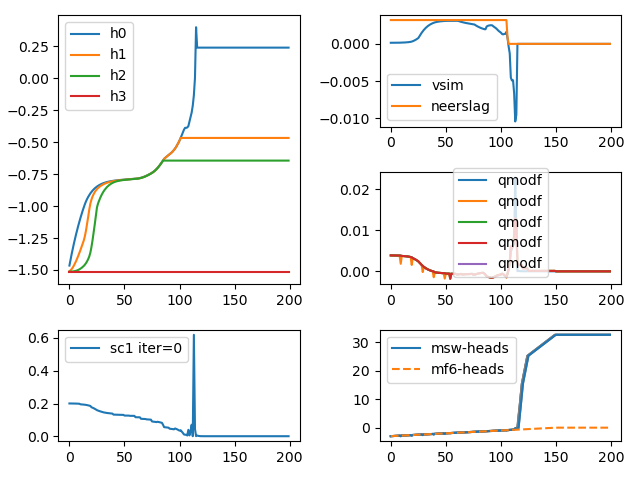 h0
h1
h2
h3
0.25
0.00
−0.25
−0.50
−0.75
−1.00
−1.25
−1.50
0 50 100 150 200
vsim
neerslag
0.000
−0.005
−0.010
0 50 100 150 200
qmodf
qmodf
qmodf
qmodf
qmodf
0.02
0.01
0.00
0 50 100 150 200
sc1 iter=0
0.6
0.4
0.2
0.0
0 50 100 150 200
msw-heads
mf6-heads
30
20
10
0
0 50 100 150 200